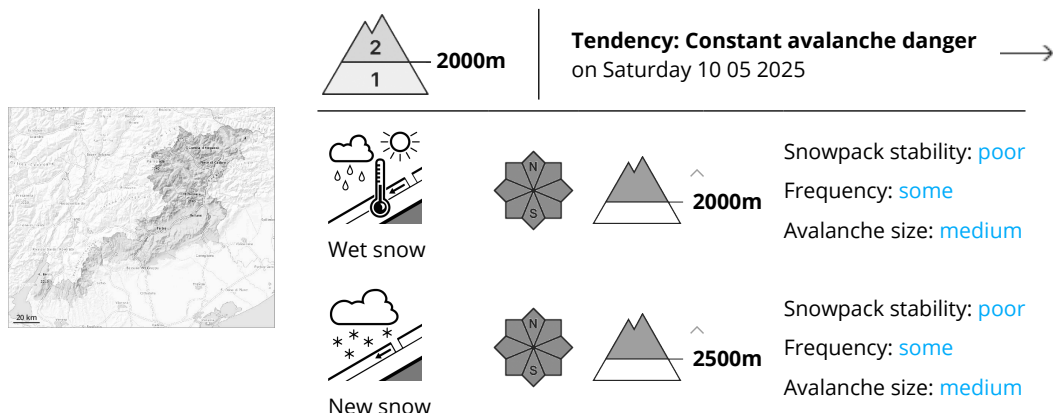 2
2000m
1
Tendency: Constant avalanche danger
on Saturday 10 05 2025
20 km
Wet snow
N
S
2000m
Snowpack stability: poor
Frequency: some
Avalanche size: medium
New snow
N
S
2500m
Snowpack stability: poor
Frequency: some
Avalanche size: medium